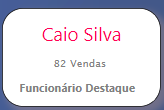 Caio Silva
82 Vendas
Funcionário Destaque